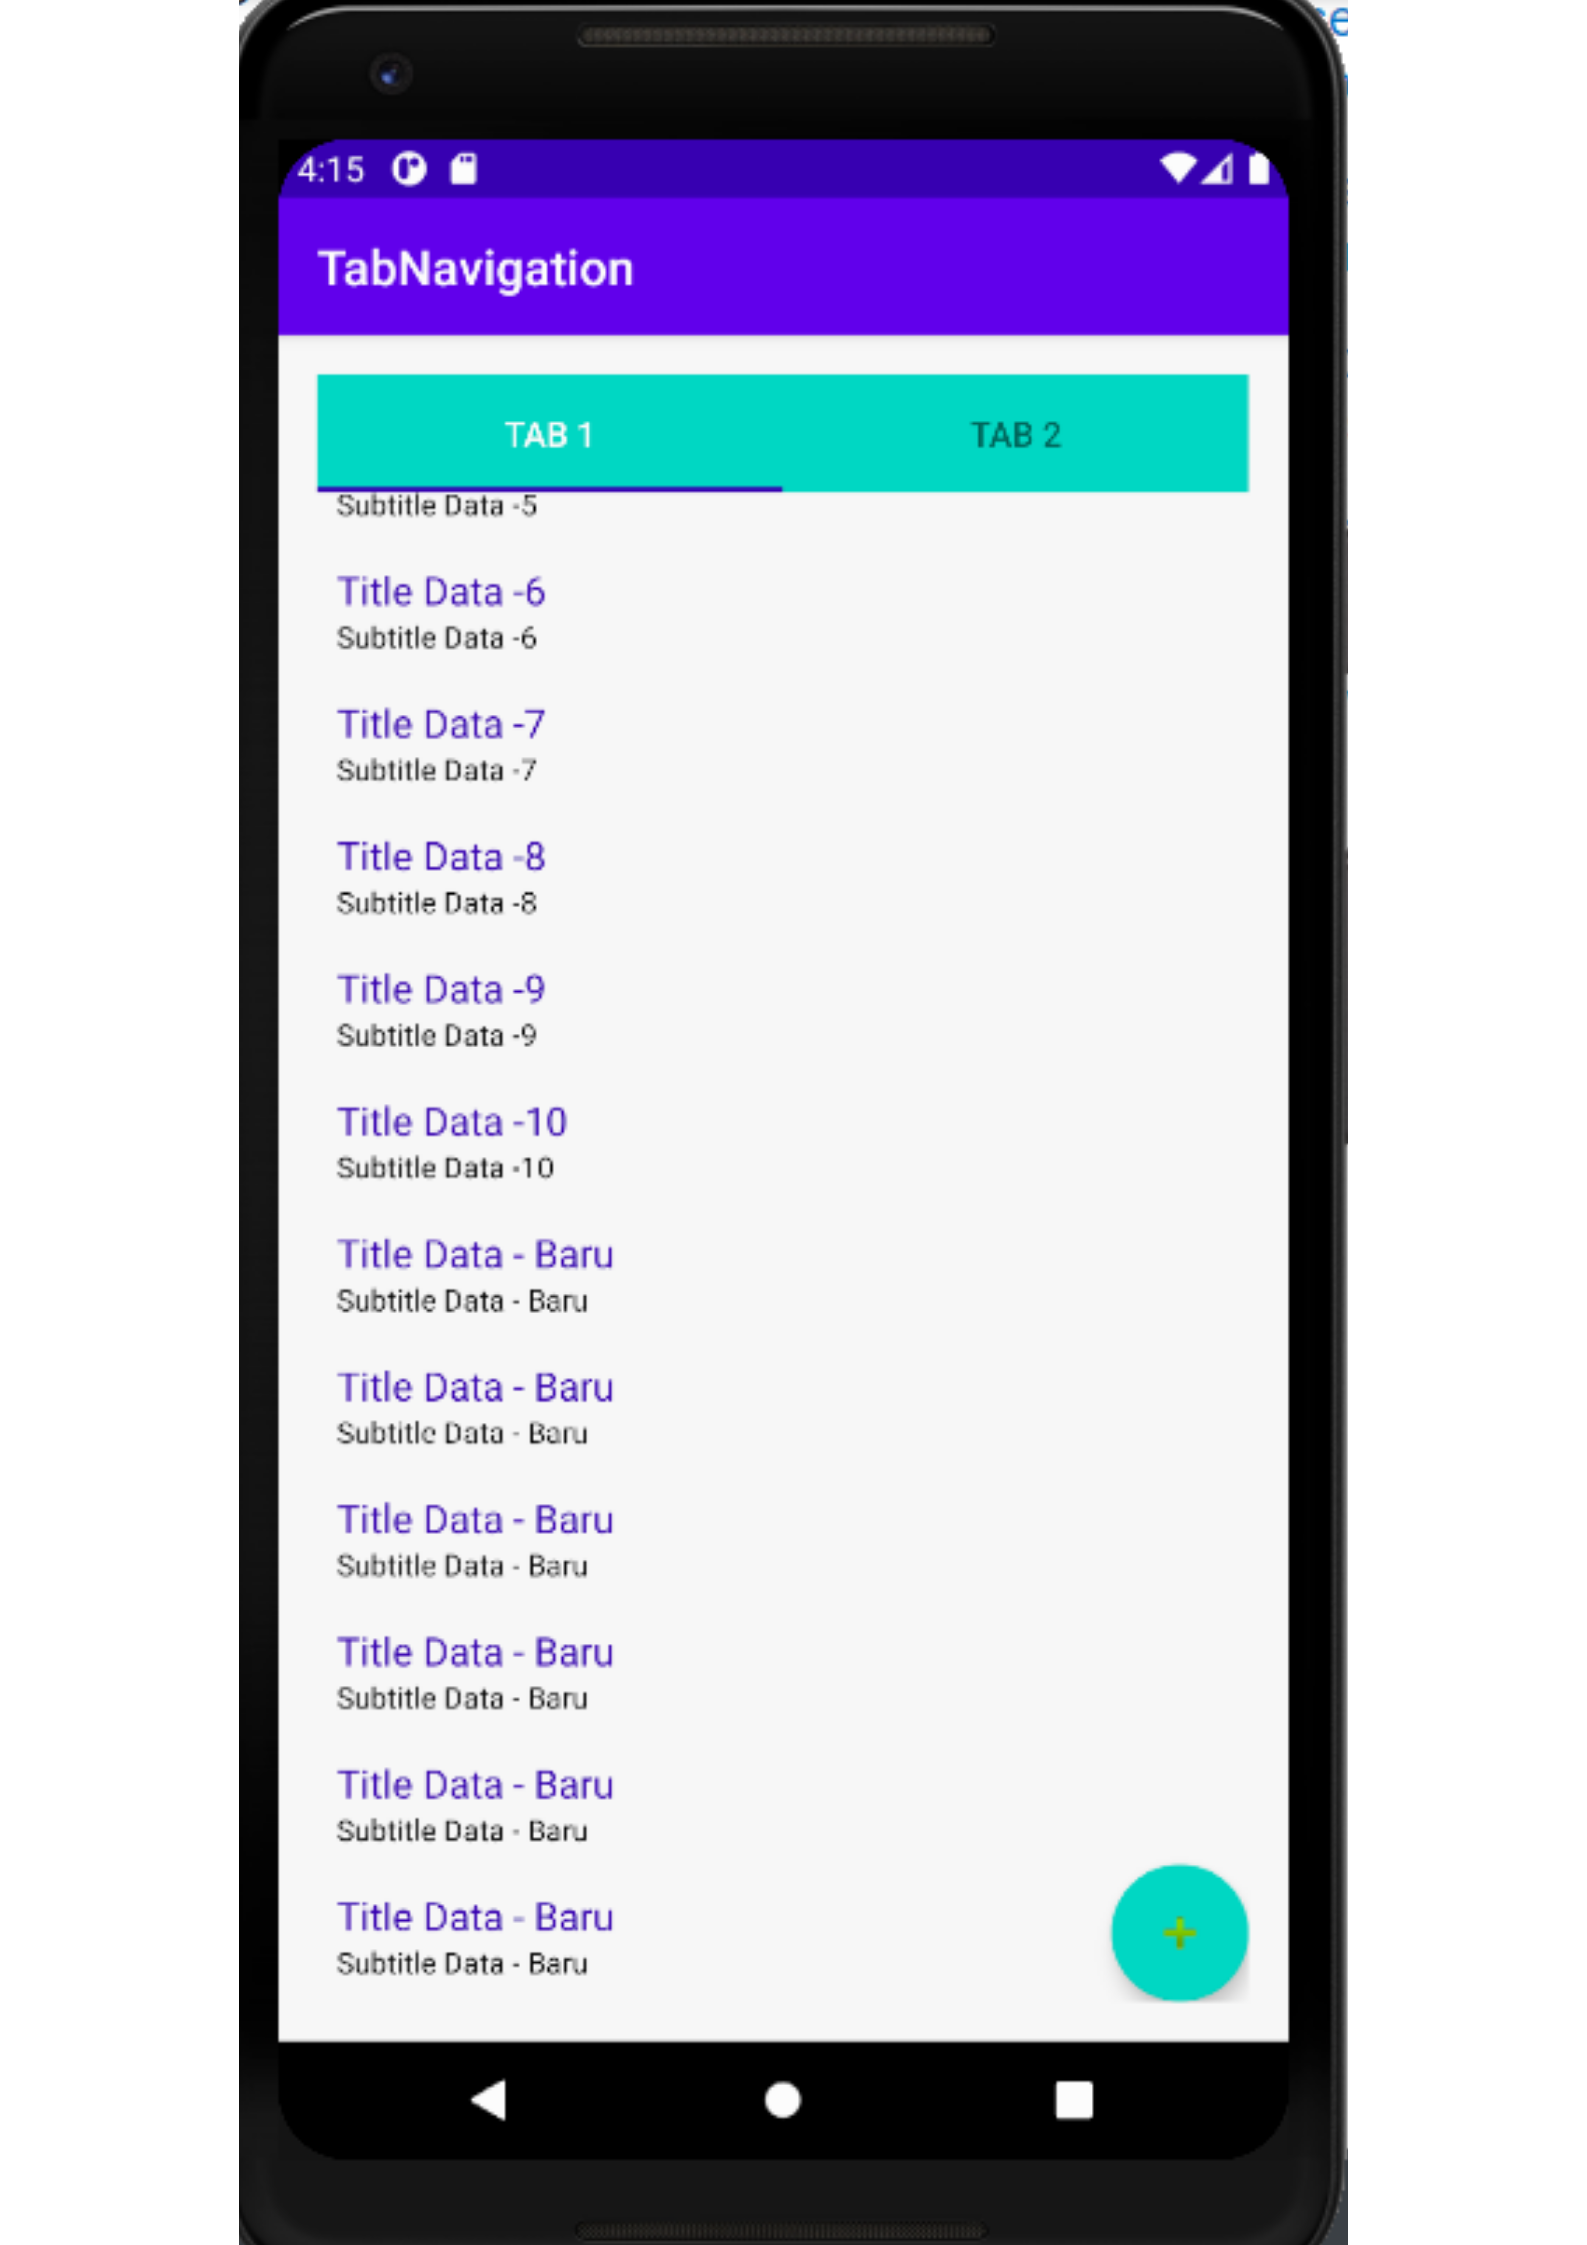 se
4:15
TabNavigation
TAB 1
TAB 2
Subtitle Data -5
Title Data -6
Subtitle Data -6
Title Data -7
Subtitle Data -7
Title Data -8
Subtitle Data -8
Title Data -9
Subtitle Data -9
Title Data -10
Subtitle Data -10
Title Data - Baru
Subtitle Data - Baru
Title Data - Baru
Subtitle Data - Baru
Title Data - Baru
Subtitle Data - Baru
Title Data - Baru
Subtitle Data - Baru
Title Data - Baru
Subtitle Data - Baru
Title Data - Baru
Subtitle Data - Baru
+